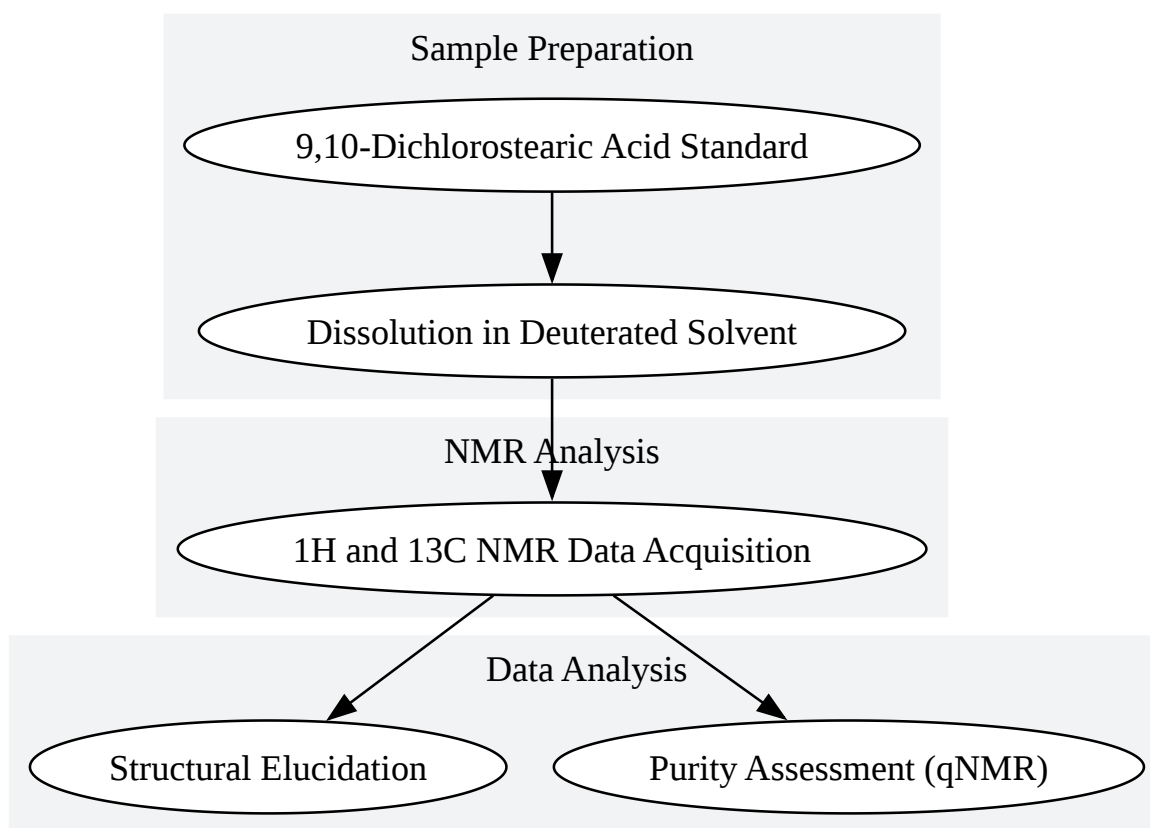 Sample Preparation
9,10-Dichlorostearic Acid Standard
Dissolution in Deuterated Solvent
NMR Analysis
1H and 13C NMR Data Acquisition
Data Analysis
Structural Elucidation
Purity Assessment (qNMR)